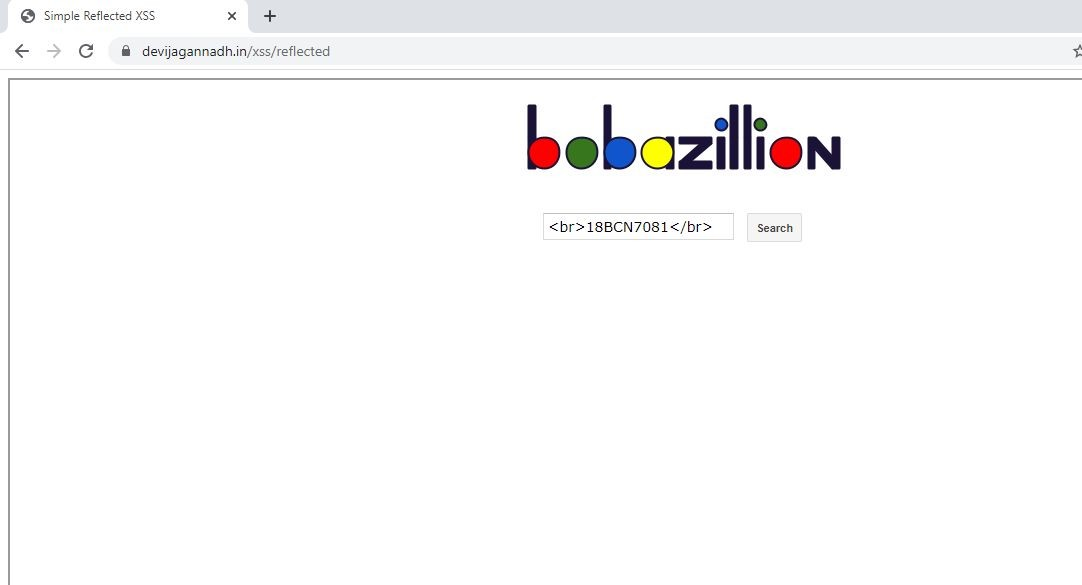 Simple Reflected XSS
devijagannadh.in/xss/reflected
bobazillion
<br>18BCN7081</br>
Search